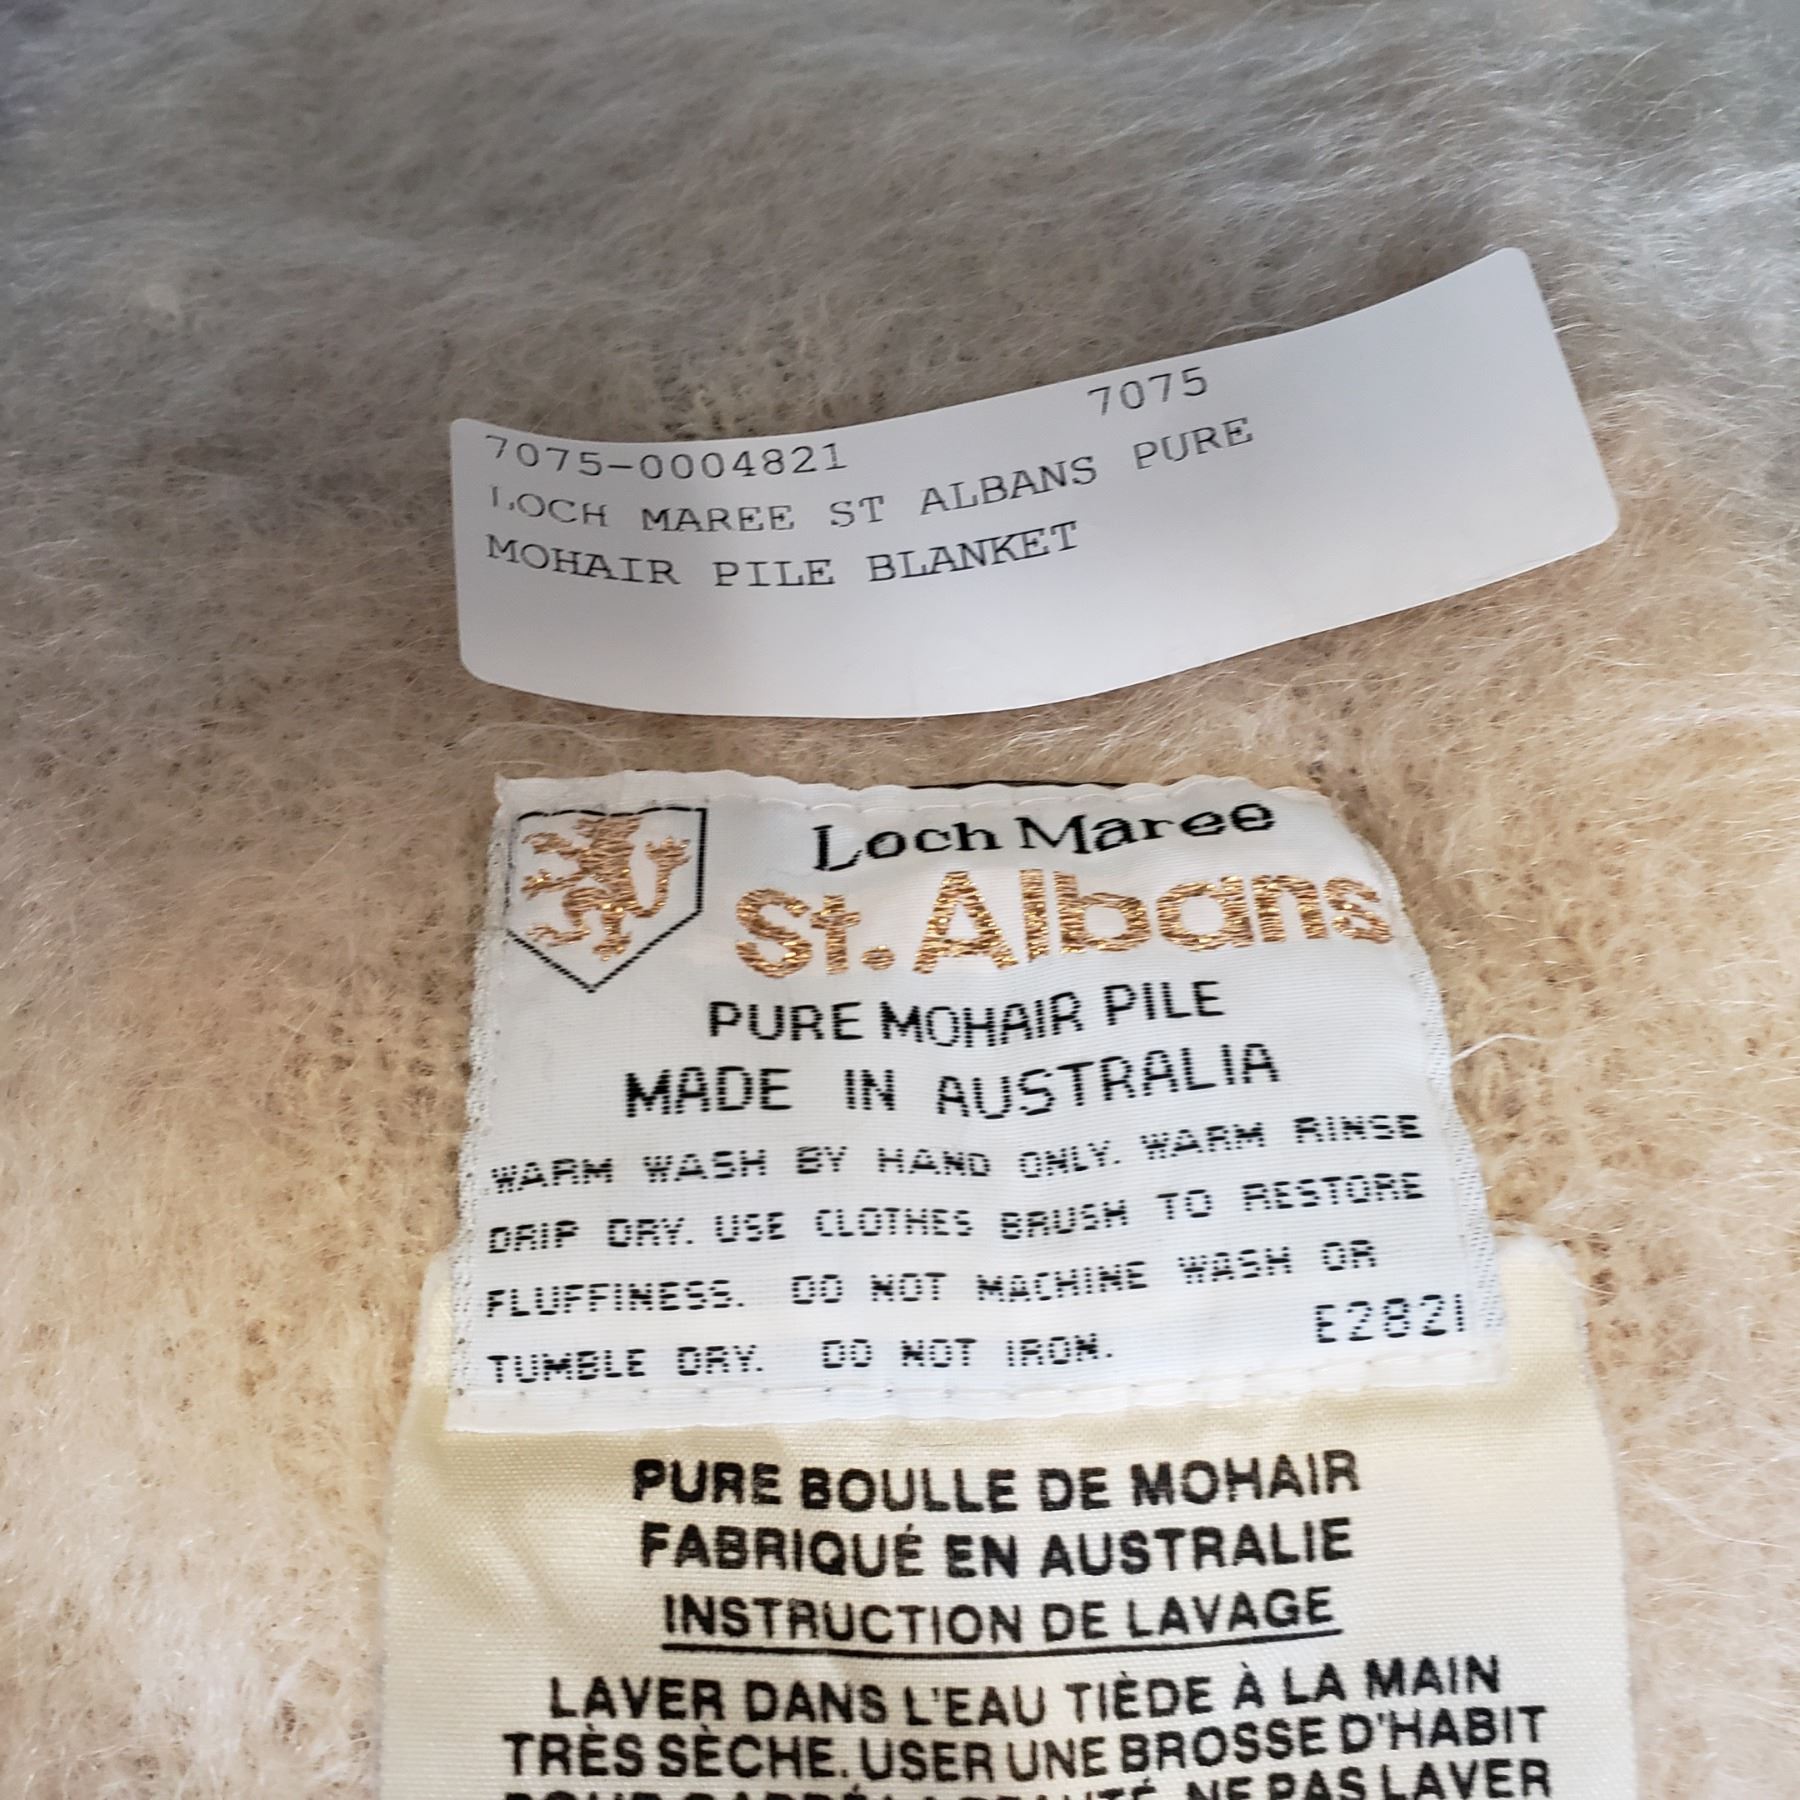 7075-0004821 7075
LOCH MAREE ST ALBANS PURE
MOHAIR PILE BLANKET
Loch Maree
St. Albans
PURE MOHAIR PILE
MADE IN AUSTRALIA
WARM WASH BY HAND ONLY. WARM RINSE
DRIP DRY. USE CLOTHES BRUSH TO RESTORE
FLUFFINESS. DO NOT MACHINE WASH OR
TUMBLE DRY. DO NOT IRON. E2821
PURE BOULLE DE MOHAIR
FABRIQUÉ EN AUSTRALIE
INSTRUCTION DE LAVAGE
LAVER DANS L'EAU TIÈDE À LA MAIN
TRÈS SÈCHE. USER UNE BROSSE D'HABIT
NE PAS LAVER